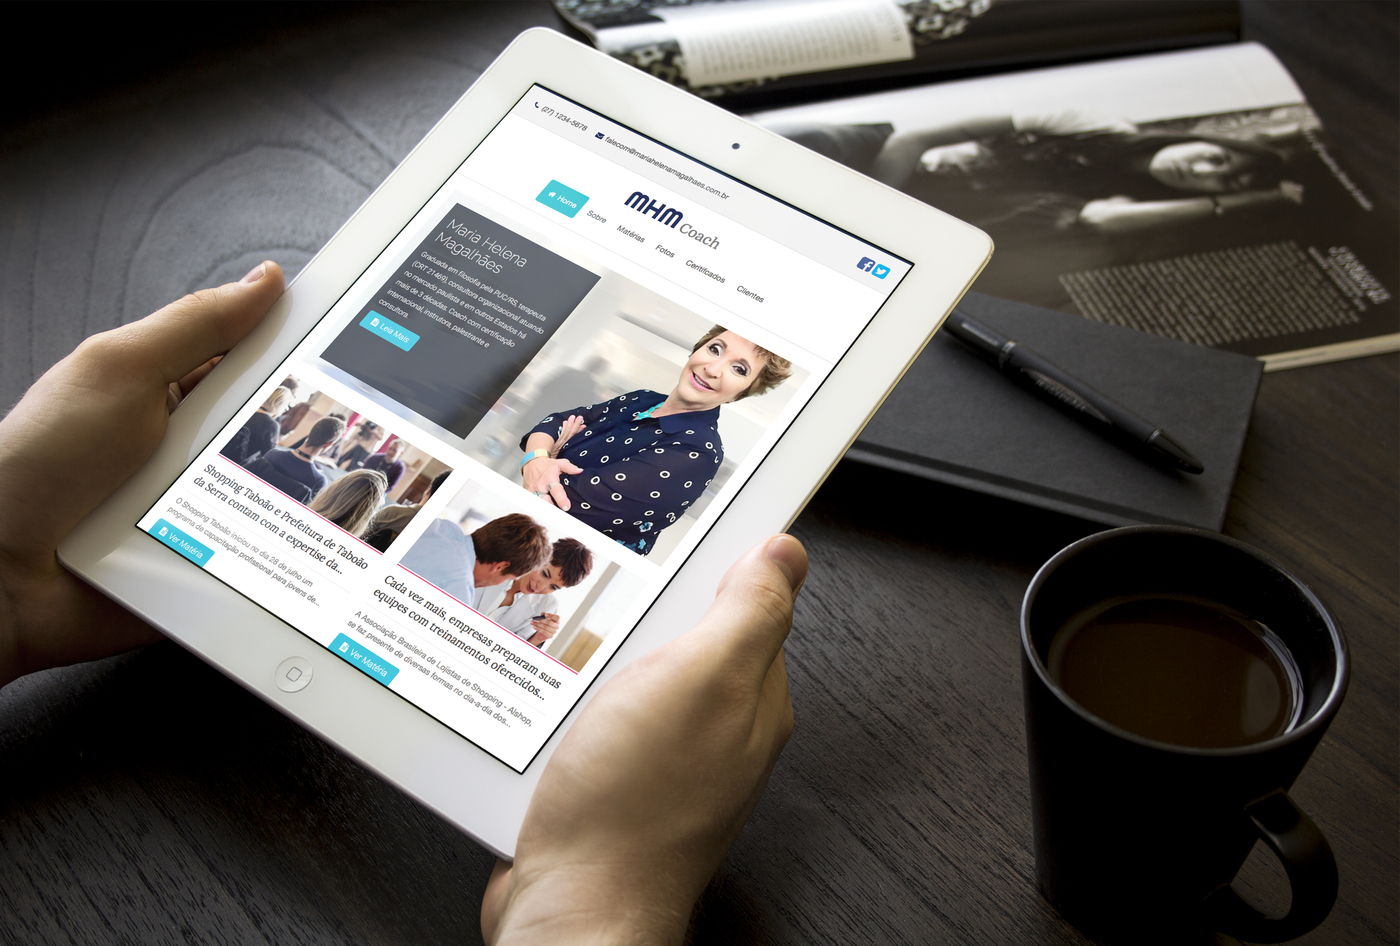 (27) 1234-5678
falecom@mariahelenamagalhaes.com.br
MHM Coach
Home
Sobre
Matérias
Fotos
Certificados
Clientes
Maria Helena
Magalhães
Graduada em filosofia pela PUC/RS, terapeuta
(CRT 21469), consultora organizacional atuando
no mercado paulista e em outros Estados há
mais de 3 décadas. Coach com certificação
internacional, instrutora, palestrante e
consultora.
Leia Mais
Shopping Taboão e Prefeitura de Taboão
da Serra contam com a expertise da...
O Shopping Taboão iniciou no dia 28 de julho um
programa de capacitação profissional para jovens de...
Ver Matéria
Cada vez mais, empresas preparam suas
equipes com treinamentos oferecidos...
A Associação Brasileira de Lojistas de Shopping - Alshop,
se faz presente de diversas formas no dia-a-dia dos...
Ver Matéria